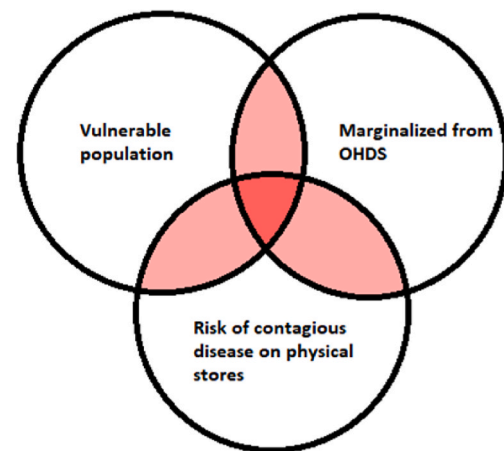 Vulnerable
population
Marginalized from
OHDS
Risk of contagious
disease on physical
stores